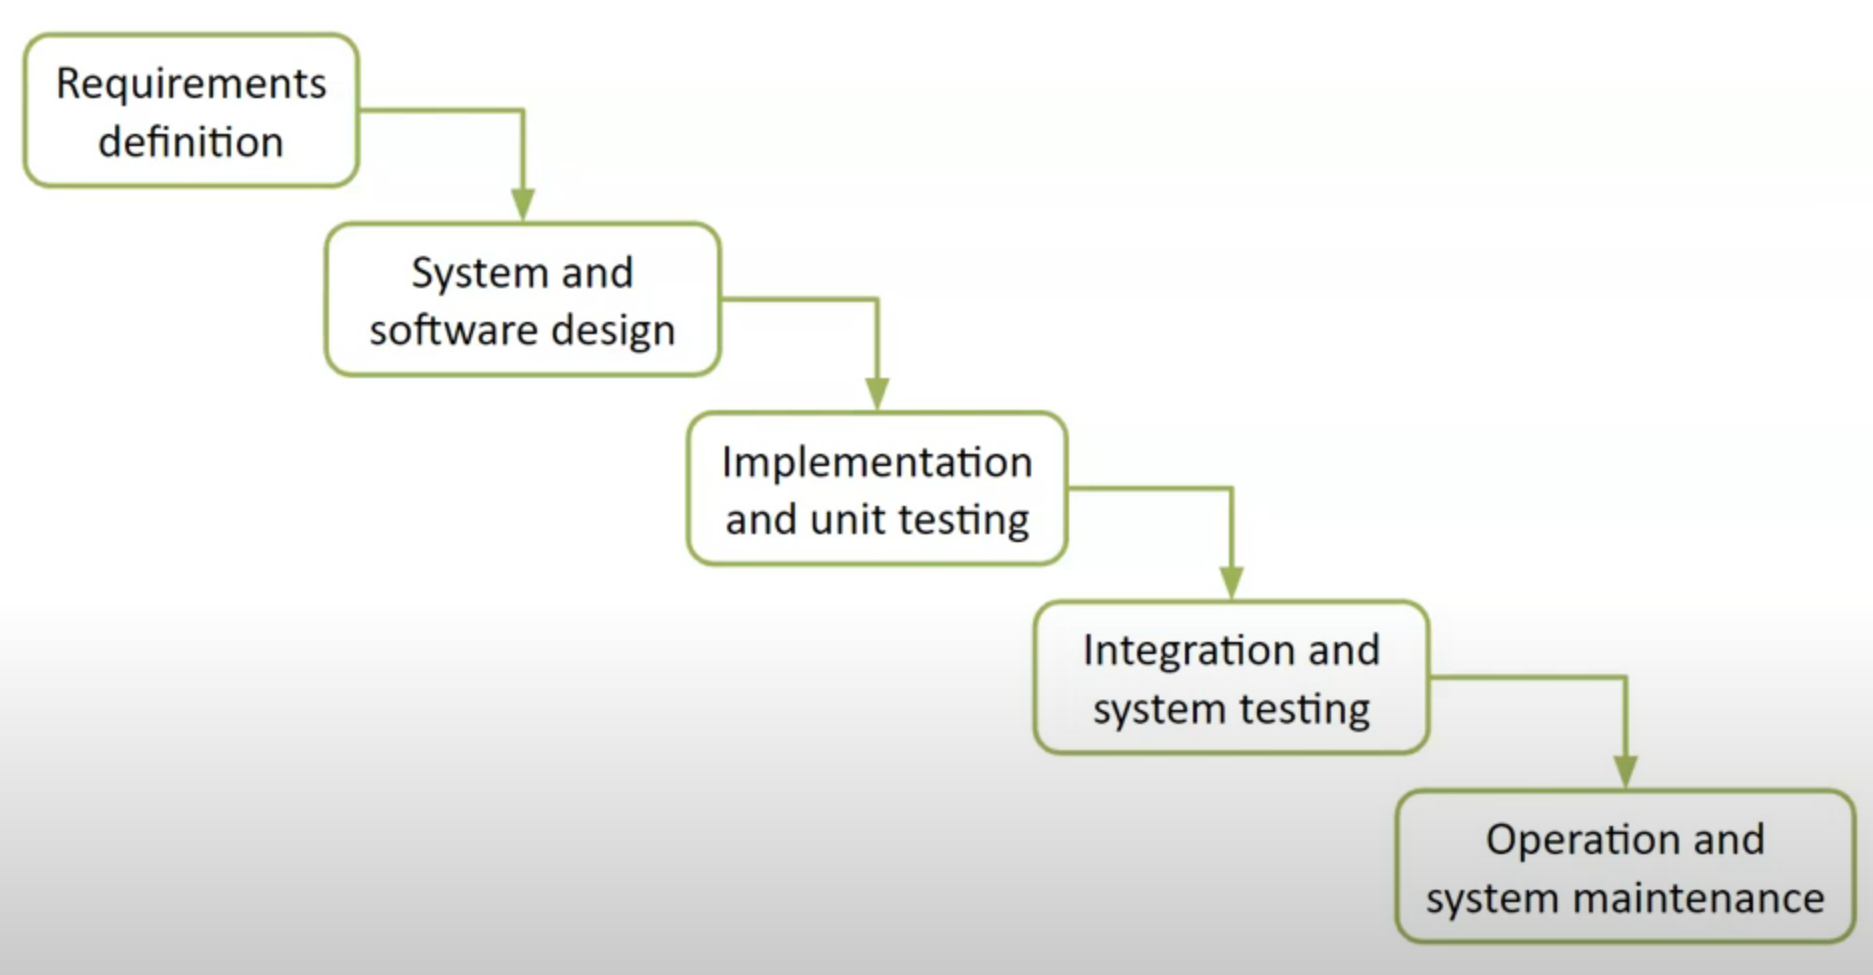 Requirements
definition
System and
software design
Implementation
and unit testing
Integration and
system testing
Operation and
system maintenance